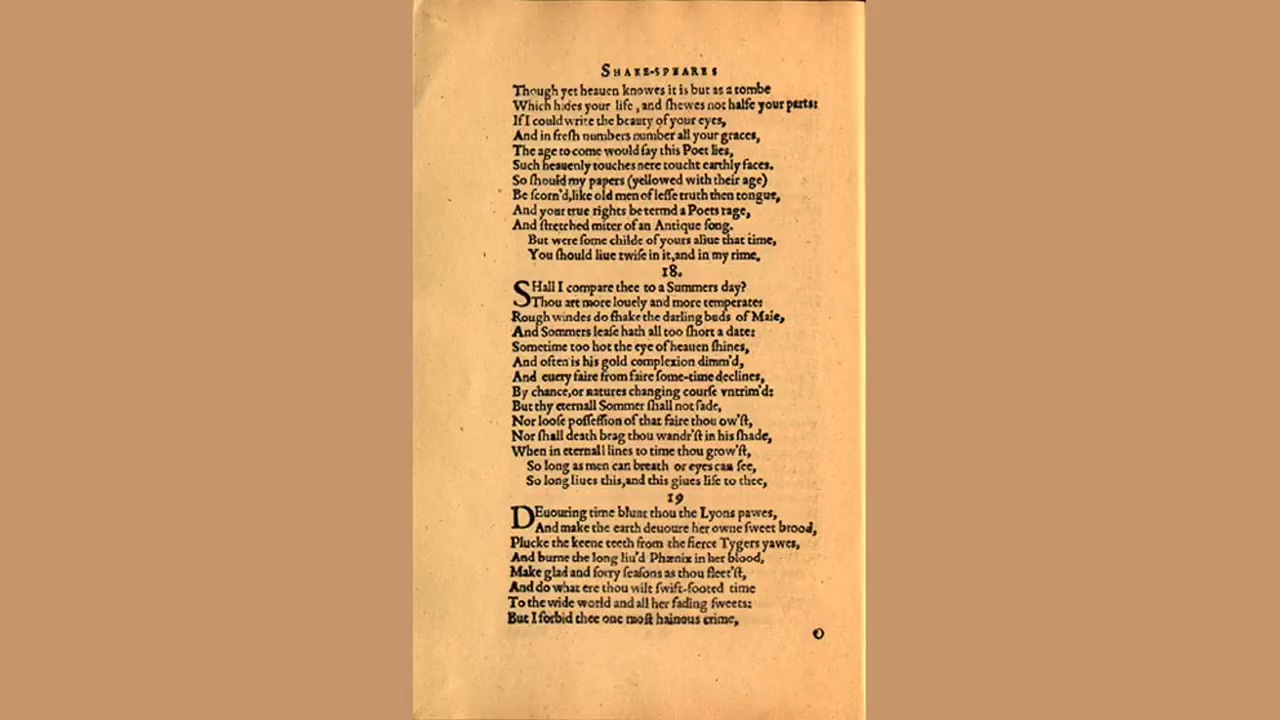 SHAKE-SPEARES
Though yet heauen knowes it is but as a tombe
Which hides your life , and shewes not halfe your parts:
If I could write the beauty of your eyes,
And in fresh numbers number all your graces,
The age to come would say this Poet lies,
Such heauenly touches nere toucht earthly faces.
So should my papers (yellowed with their age)
Be scorn'd,like old men of lesse truth then tongue,
And your true rights be termd a Poets rage,
And stretched miter of an Antique song.
But were some childe of yours aliue that time,
You should liue twise in it,and in my rime.
18.
SHall I compare thee to a Summers day?
Thou art more louely and more temperate:
Rough windes do shake the darling buds of Maie,
And Sommers lease hath all too short a date:
Sometime too hot the eye of heauen shines,
And often is his gold complexion dimm'd,
And euery faire from faire some-time declines,
By chance,or natures changing course vntrim'd:
But thy eternall Sommer shall not fade,
Nor loose possession of that faire thou ow'st,
Nor shall death brag thou wandr'st in his shade,
When in eternall lines to time thou grow'st,
So long as men can breath or eyes can see,
So long liues this,and this giues life to thee,
19
DEuouring time blunt thou the Lyons pawes,
And make the earth deuoure her owne sweet brood,
Plucke the keene teeth from the fierce Tygers yawes,
And burne the long liu'd Phænix in her blood,
Make glad and sorry seasons as thou fleet'st,
And do what ere thou wilt swift-footed time
To the wide world and all her fading sweets:
But I forbid thee one most hainous crime,
O